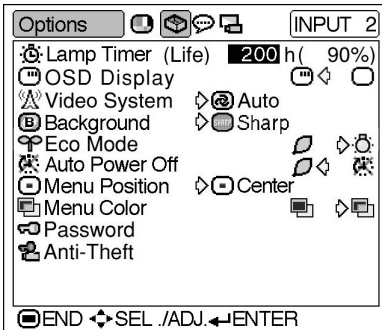 Options INPUT 2
Lamp Timer (Life) 200 h( 90%)
OSD Display
Video System Auto
B Background SHARP Sharp
Eco Mode
Auto Power Off
Menu Position Center
Menu Color
Password
Anti-Theft
END SEL./ADJ. ENTER